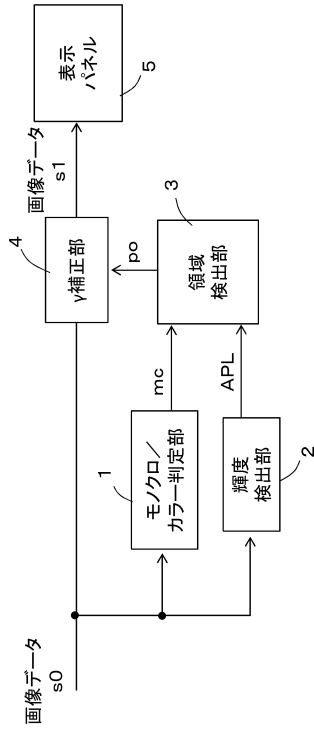 画像データ
s0
1
モノクロ/
カラー判定部
2
輝度
検出部
mc
APL
3
領域
検出部
po
4
γ補正部
画像データ
s1
5
表示
パネル